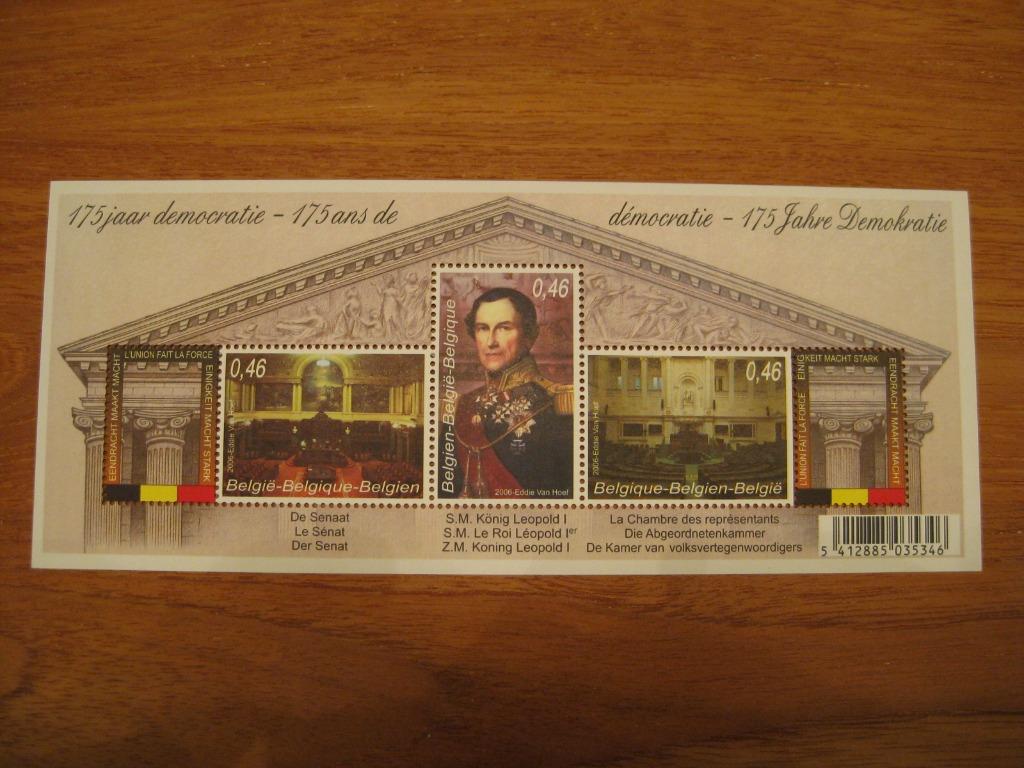 175 jaar democratie – 175 ans de démocratie – 175 Jahre Demokratie
L'UNION FAIT LA FORCE
EENDRACHT MAAKT MACHT
EINIGKEIT MACHT STARK
0,46
2006-Eddie Van Hoef
België-Belgique-Belgien
0,46
Belgien-België-Belgique
2006-Eddie Van Hoef
0,46
2006-Eddie Van Hoef
Belgique-Belgien-België
EINIGKEIT MACHT STARK
L'UNION FAIT LA FORCE
EENDRACHT MAAKT MACHT
De Senaat
Le Sénat
Der Senat
S.M. König Leopold I
S.M. Le Roi Léopold Ier
Z.M. Koning Leopold I
La Chambre des représentants
Die Abgeordnetenkammer
De Kamer van volksvertegenwoordigers
5 412885 035346